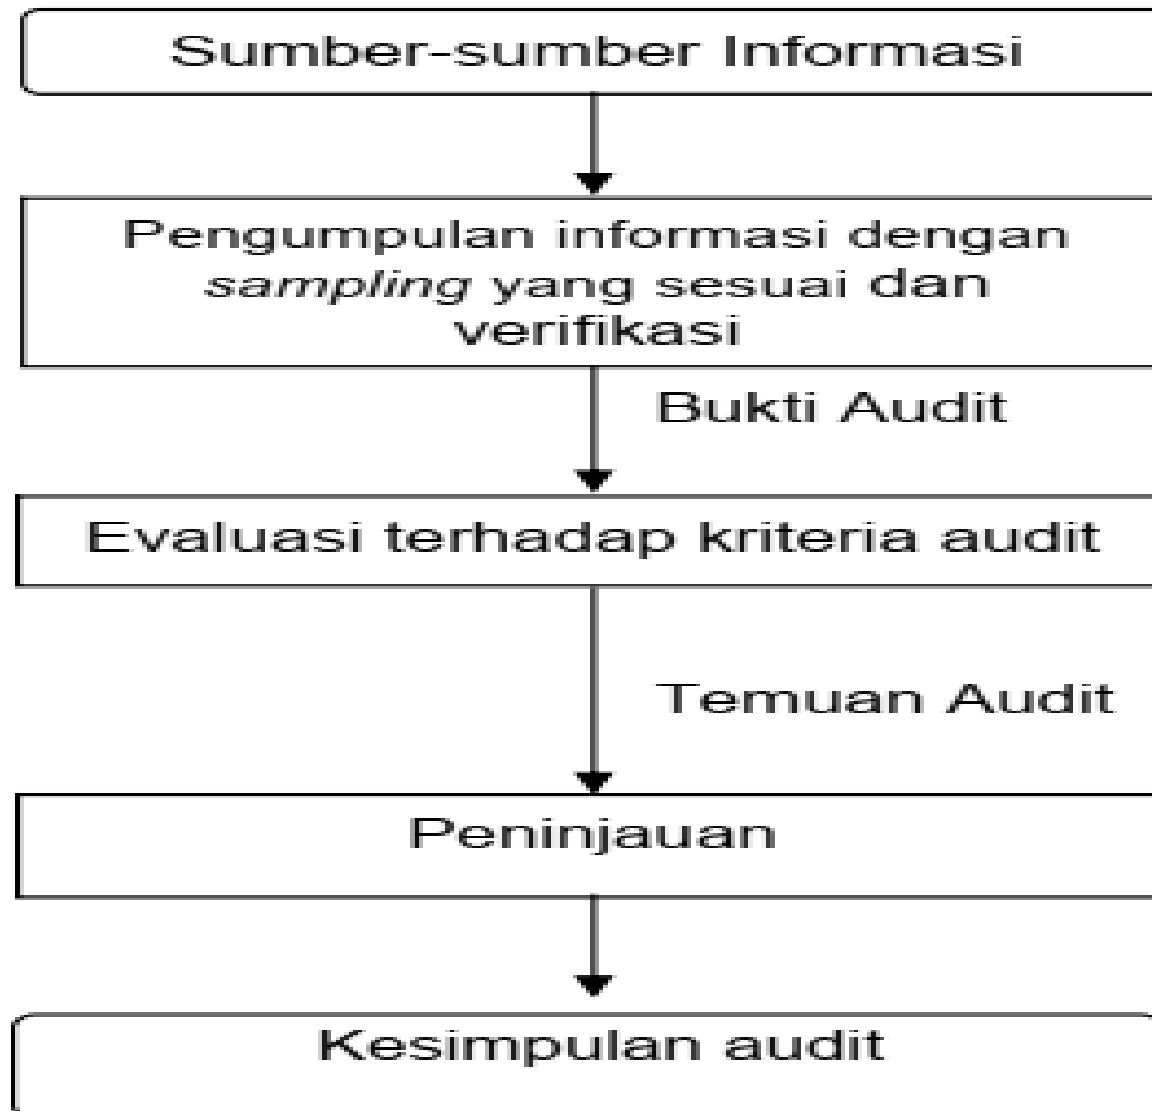 Sumber-sumber Informasi
Pengumpulan informasi dengan
sampling yang sesuai dan
verifikasi
Bukti Audit
Evaluasi terhadap kriteria audit
Temuan Audit
Peninjauan
Kesimpulan audit